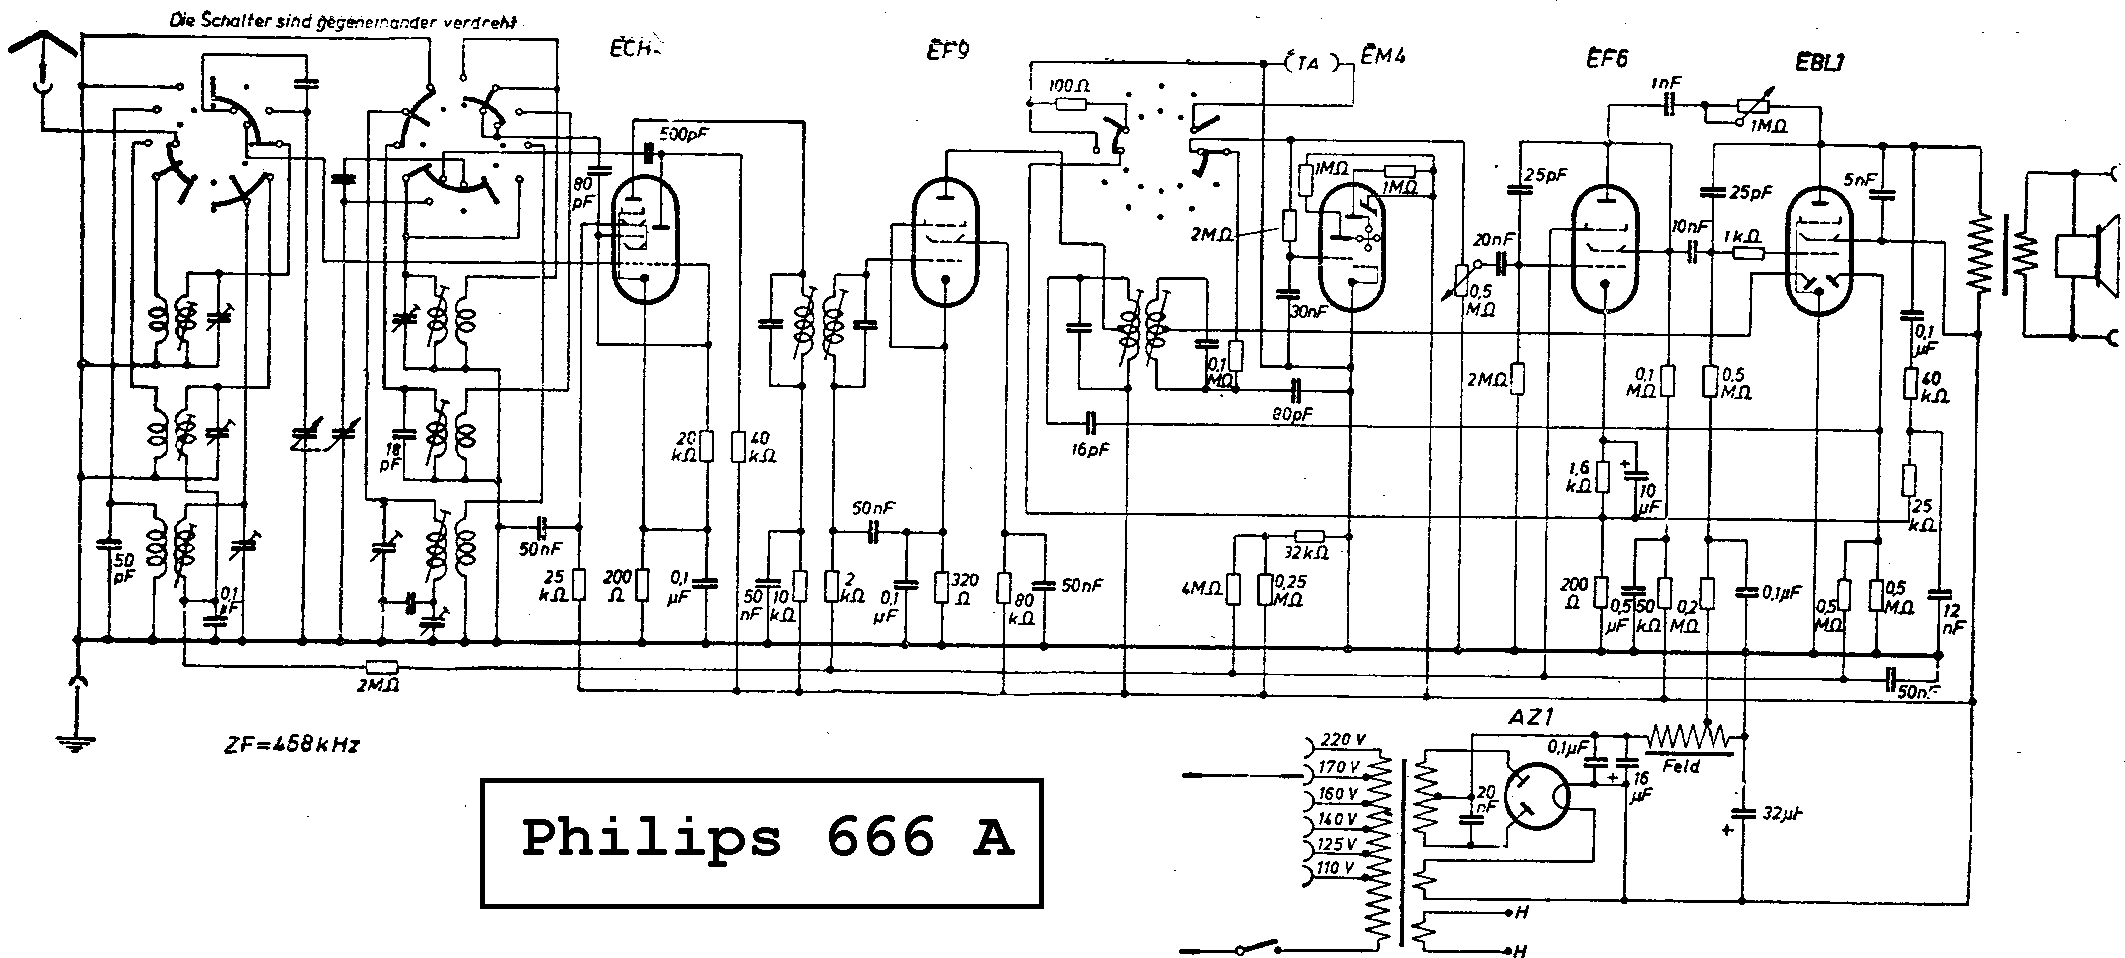 Die Schalter sind gegeneinander verdreht
ECH
EF9
EM4
EF6
EBL1
(TA)
100Ω
1nF
1MΩ
500pF
80 pF
1MΩ
1MΩ
25pF
25pF
5nF
2MΩ
20nF
10nF
1kΩ
30nF
0,5 MΩ
0,1 µF
0,1 MΩ
2MΩ
0,1 MΩ
0,5 MΩ
40 kΩ
80pF
16pF
18 pF
20 kΩ
40 kΩ
1,6 kΩ
10 µF
25 kΩ
50 pF
50nF
50nF
32kΩ
0,1 µF
25 kΩ
200 Ω
0,1 µF
50 nF
10 kΩ
2 kΩ
0,1 µF
320 Ω
80 kΩ
50nF
4MΩ
0,25 MΩ
200 Ω
0,5 µF
50 kΩ
0,2 MΩ
0,1µF
0,5 MΩ
0,5 MΩ
12 nF
2MΩ
50nF
ZF=458kHz
AZ1
220 V
170 V
160 V
140 V
125 V
110 V
0,1µF
Feld
20 nF
+ 16 µF
32µF
+
H
H
Philips 666 A